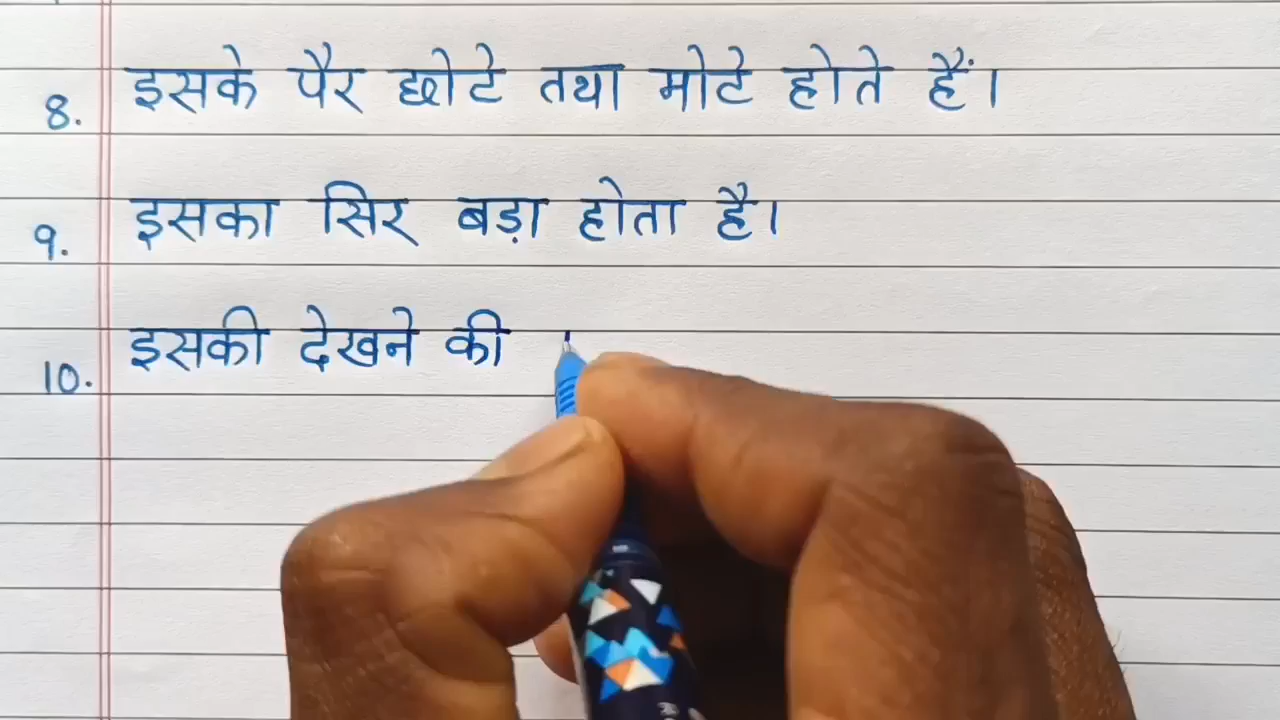 8. इसके पैर छोटे तथा मोटे होते हैं।
9. इसका सिर बड़ा होता है।
10. इसकी देखने की